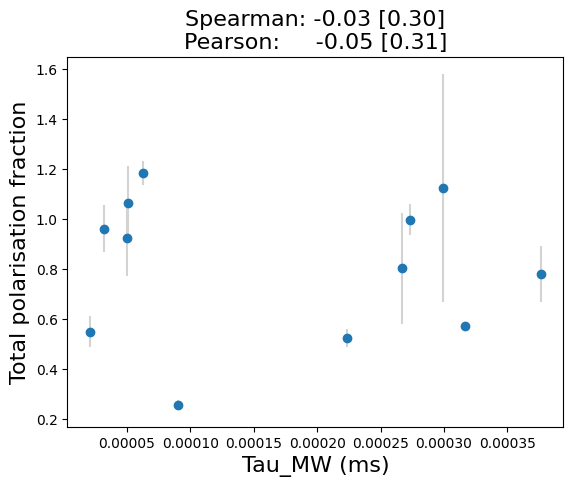 Spearman: -0.03 [0.30]
Pearson: -0.05 [0.31]
Total polarisation fraction
1.6
1.4
1.2
1.0
0.8
0.6
0.4
0.2
0.00005 0.00010 0.00015 0.00020 0.00025 0.00030 0.00035
Tau_MW (ms)